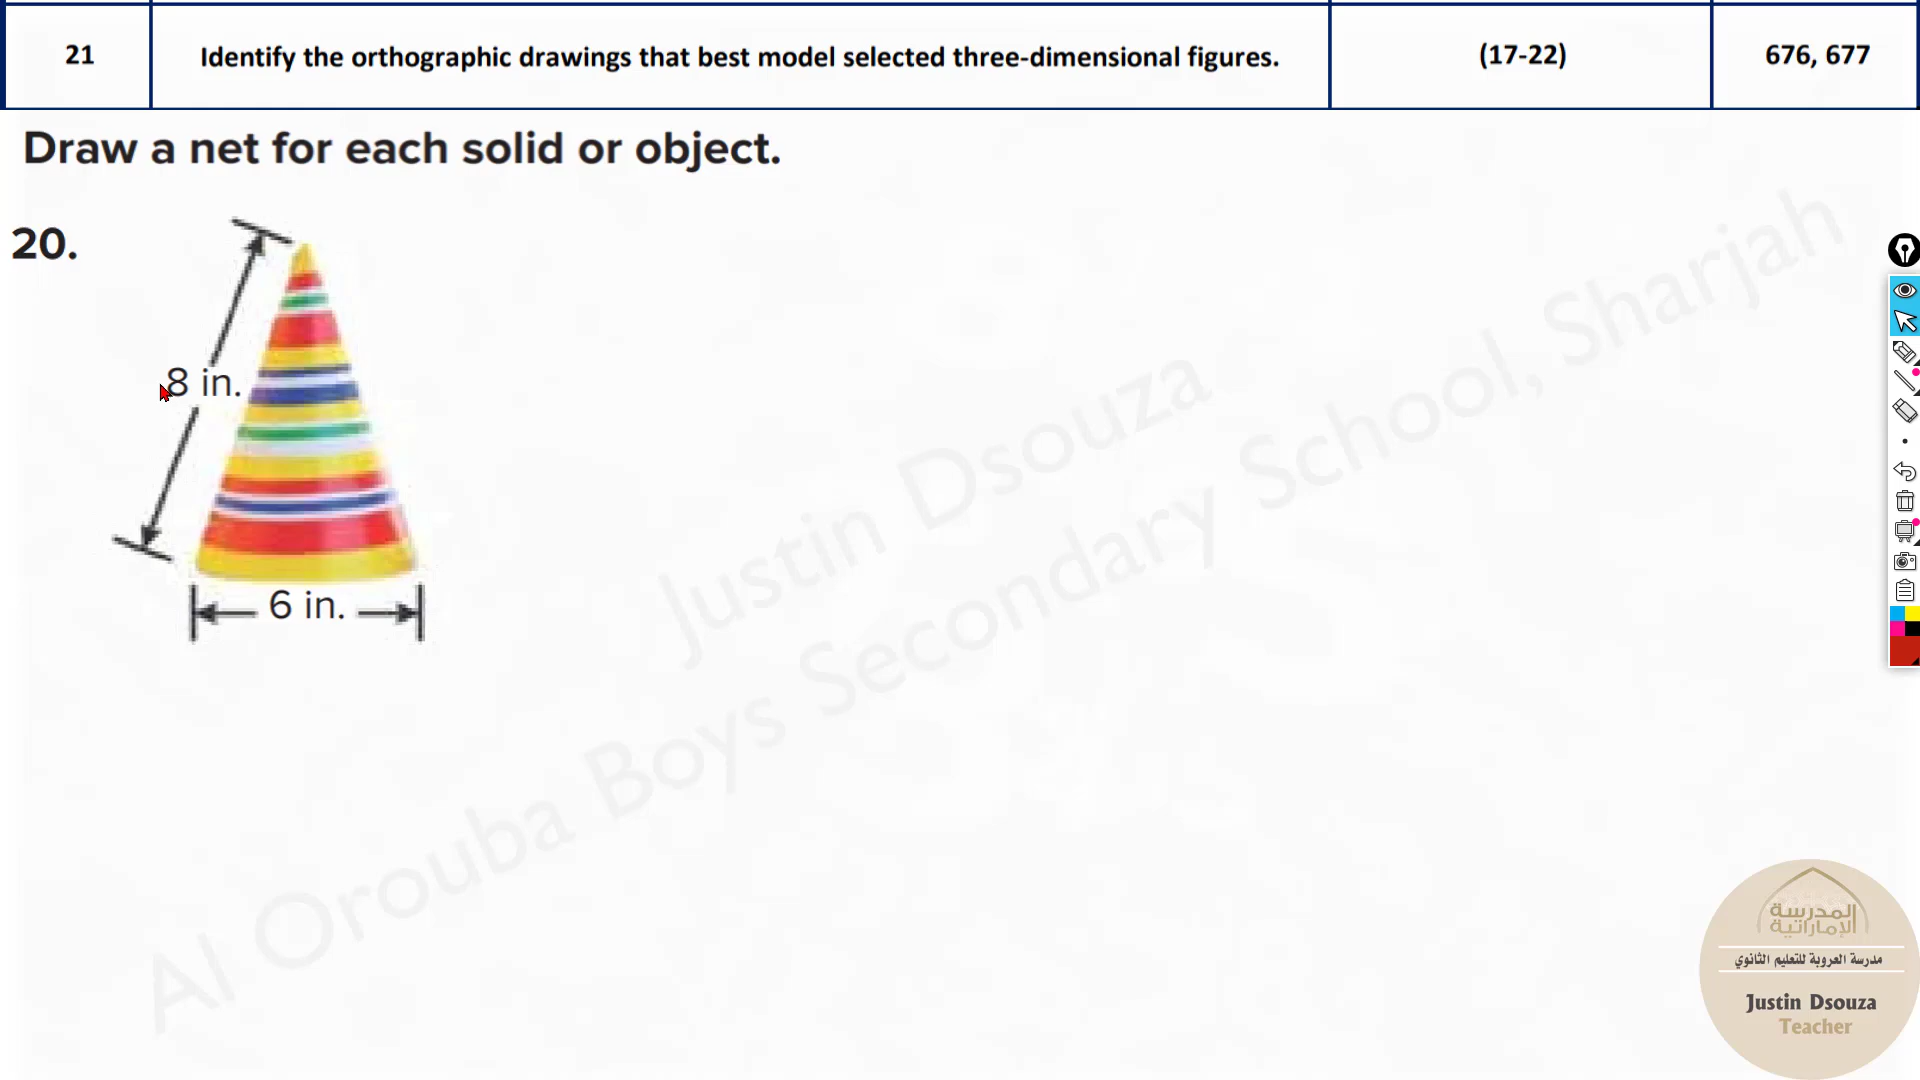 21
Identify the orthographic drawings that best model selected three-dimensional figures.
(17-22)
676, 677
Draw a net for each solid or object.
20.
8 in.
6 in.
Justin Dsouza
Al Orouba Boys Secondary School, Sharjah
المدرسة
الإماراتية
مدرسة العروبة للتعليم الثانوي
Justin Dsouza
Teacher